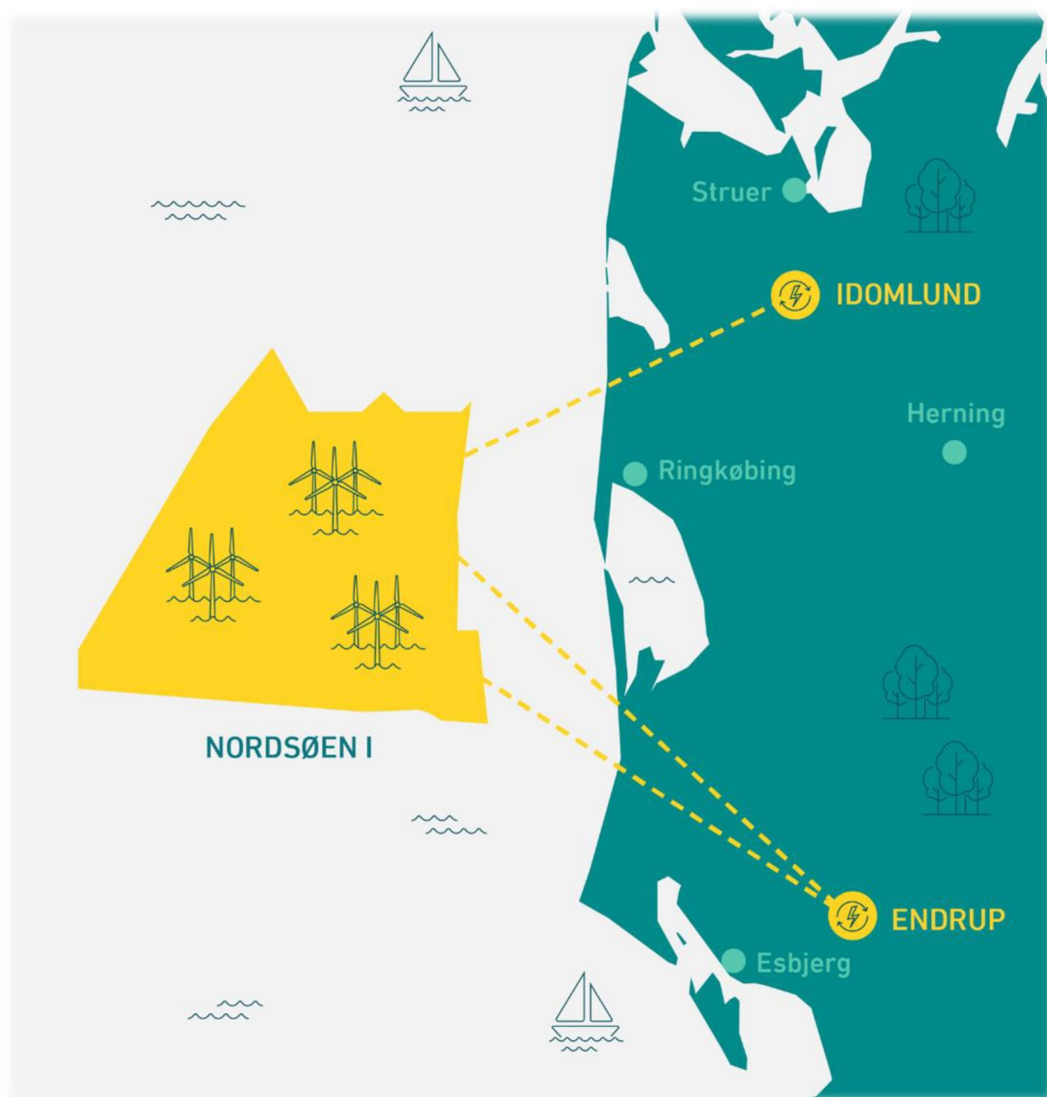 Struer
IDOMLUND
Herning
Ringkøbing
NORDSØEN I
ENDRUP
Esbjerg